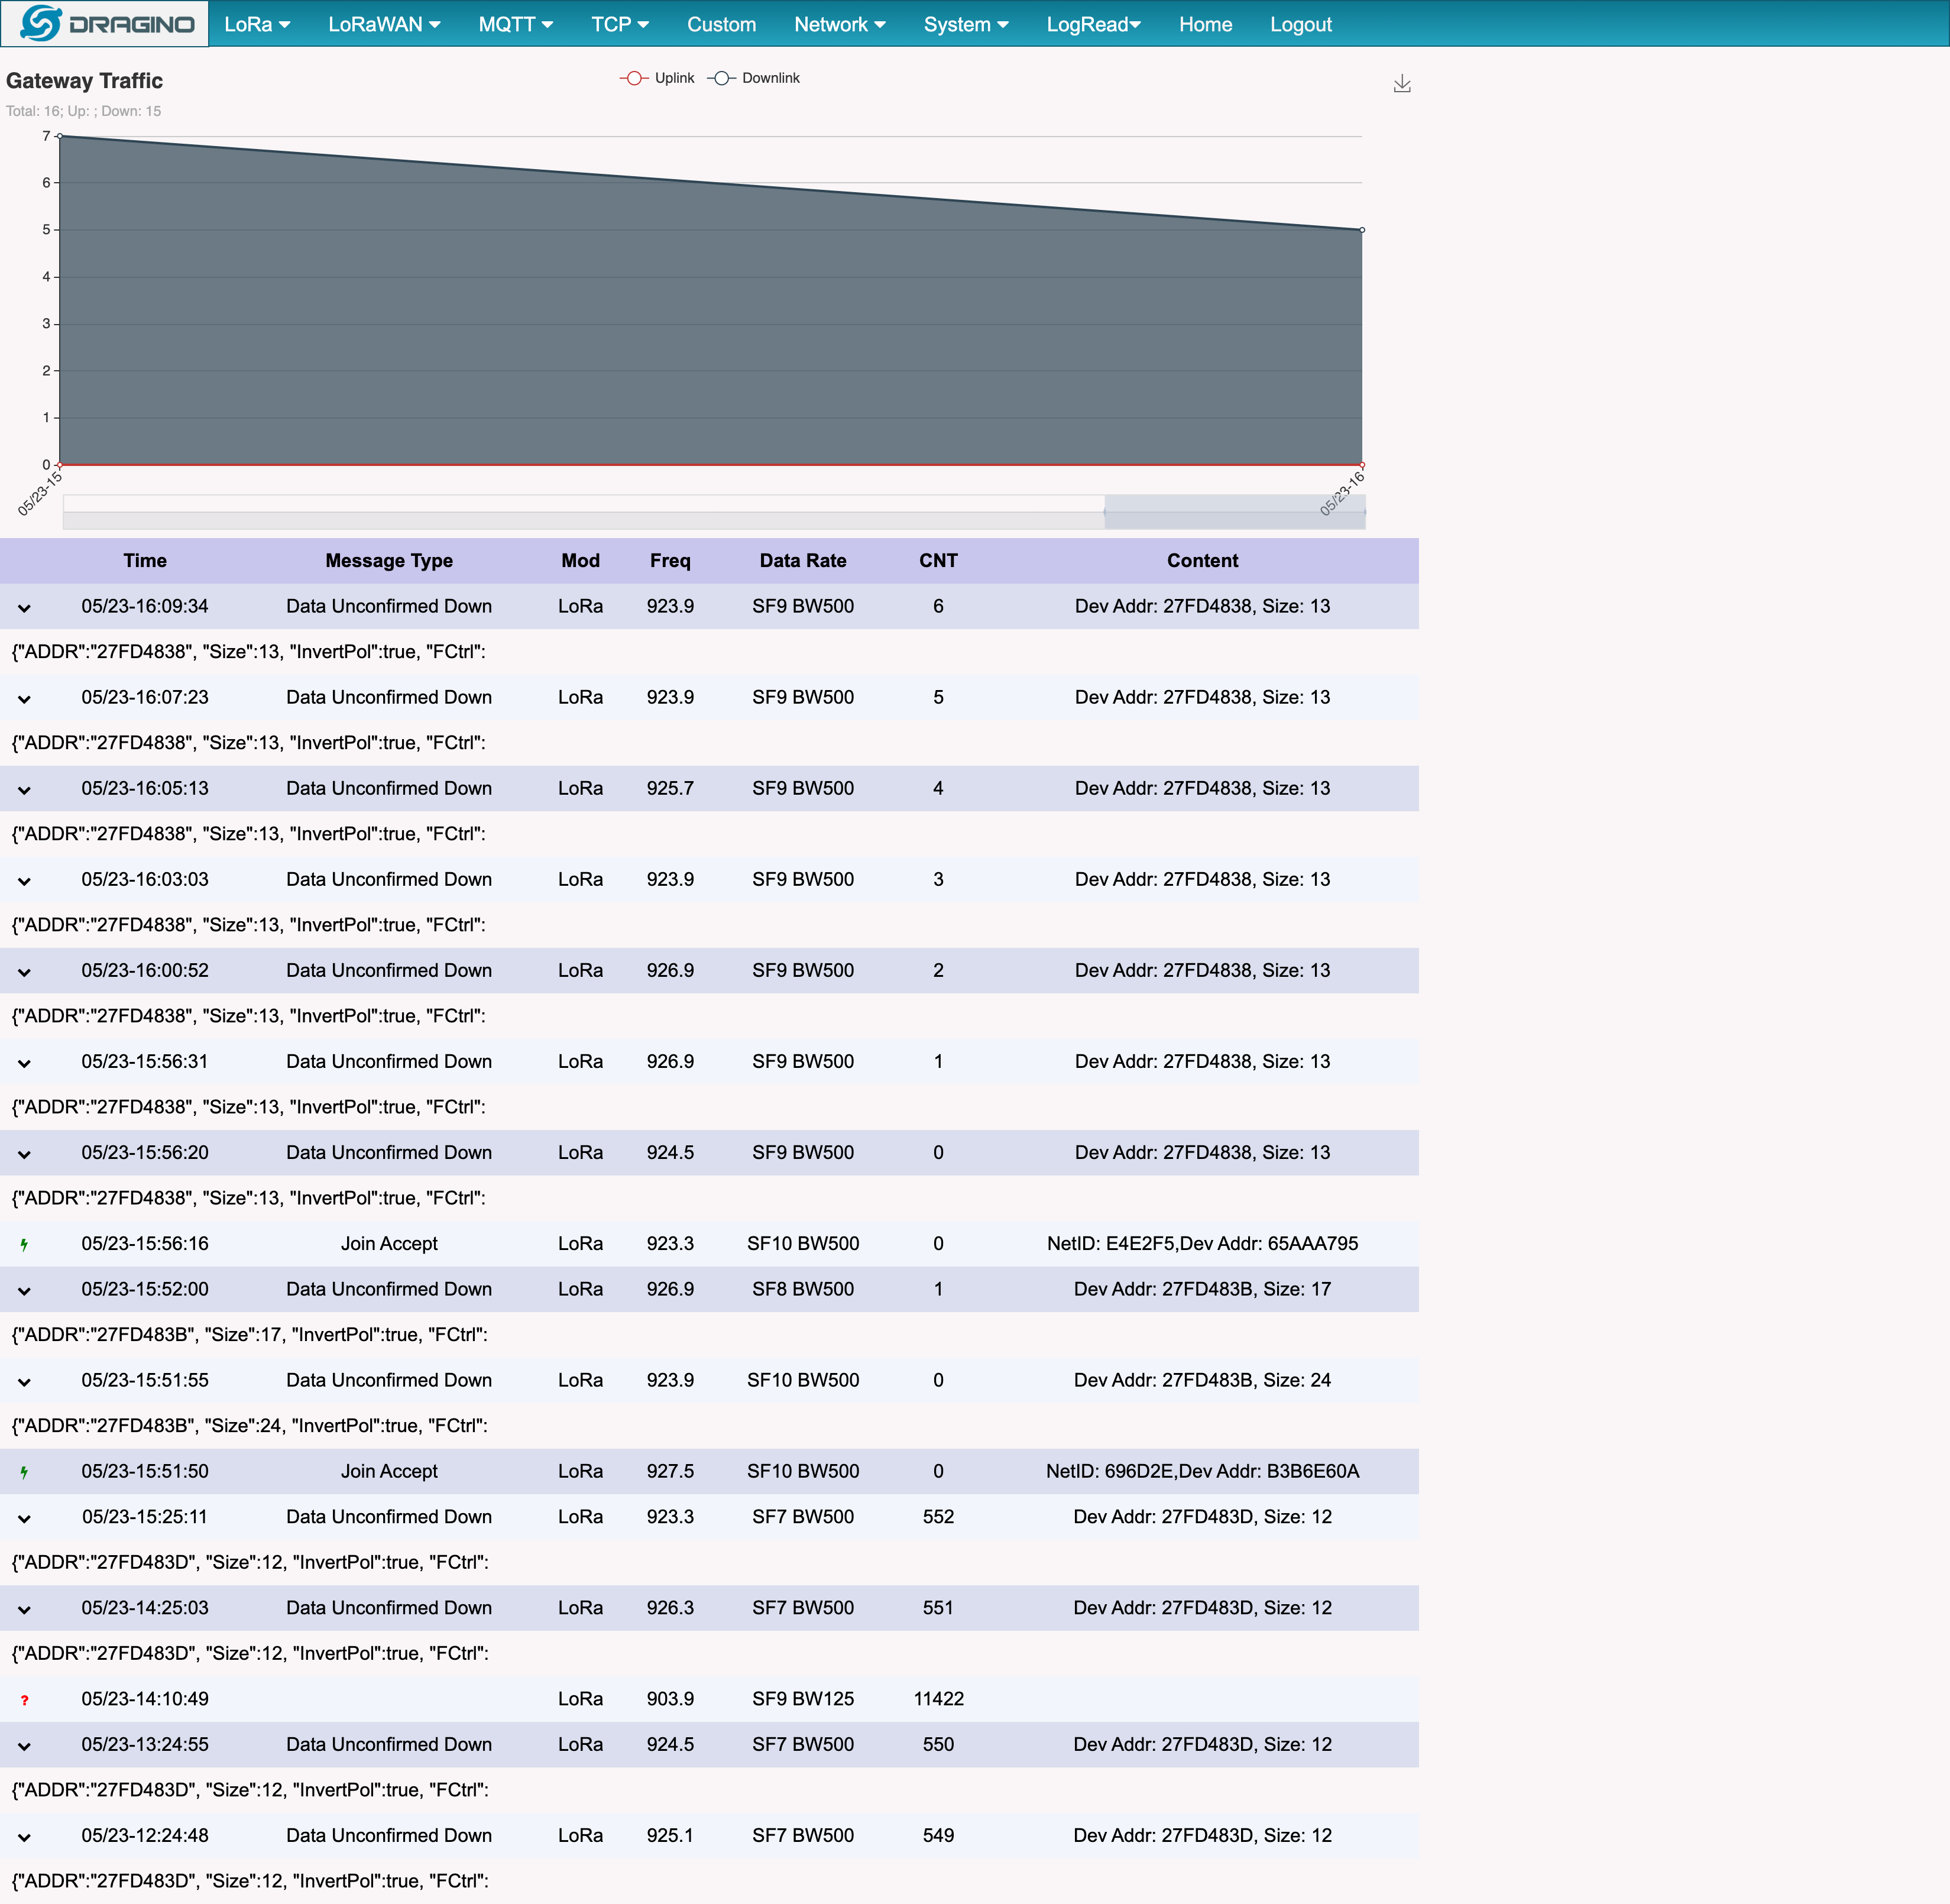 DRAGINO LoRa LoRaWAN MQTT TCP Custom Network System LogRead Home Logout
Gateway Traffic
Uplink Downlink
Total: 16; Up: ; Down: 15
7
6
5
4
3
2
1
0
05/23-15 05/23-16
Time Message Type Mod Freq Data Rate CNT Content
05/23-16:09:34 Data Unconfirmed Down LoRa 923.9 SF9 BW500 6 Dev Addr: 27FD4838, Size: 13
{"ADDR":"27FD4838", "Size":13, "InvertPol":true, "FCtrl":
05/23-16:07:23 Data Unconfirmed Down LoRa 923.9 SF9 BW500 5 Dev Addr: 27FD4838, Size: 13
{"ADDR":"27FD4838", "Size":13, "InvertPol":true, "FCtrl":
05/23-16:05:13 Data Unconfirmed Down LoRa 925.7 SF9 BW500 4 Dev Addr: 27FD4838, Size: 13
{"ADDR":"27FD4838", "Size":13, "InvertPol":true, "FCtrl":
05/23-16:03:03 Data Unconfirmed Down LoRa 923.9 SF9 BW500 3 Dev Addr: 27FD4838, Size: 13
{"ADDR":"27FD4838", "Size":13, "InvertPol":true, "FCtrl":
05/23-16:00:52 Data Unconfirmed Down LoRa 926.9 SF9 BW500 2 Dev Addr: 27FD4838, Size: 13
{"ADDR":"27FD4838", "Size":13, "InvertPol":true, "FCtrl":
05/23-15:56:31 Data Unconfirmed Down LoRa 926.9 SF9 BW500 1 Dev Addr: 27FD4838, Size: 13
{"ADDR":"27FD4838", "Size":13, "InvertPol":true, "FCtrl":
05/23-15:56:20 Data Unconfirmed Down LoRa 924.5 SF9 BW500 0 Dev Addr: 27FD4838, Size: 13
{"ADDR":"27FD4838", "Size":13, "InvertPol":true, "FCtrl":
05/23-15:56:16 Join Accept LoRa 923.3 SF10 BW500 0 NetID: E4E2F5,Dev Addr: 65AAA795
05/23-15:52:00 Data Unconfirmed Down LoRa 926.9 SF8 BW500 1 Dev Addr: 27FD483B, Size: 17
{"ADDR":"27FD483B", "Size":17, "InvertPol":true, "FCtrl":
05/23-15:51:55 Data Unconfirmed Down LoRa 923.9 SF10 BW500 0 Dev Addr: 27FD483B, Size: 24
{"ADDR":"27FD483B", "Size":24, "InvertPol":true, "FCtrl":
05/23-15:51:50 Join Accept LoRa 927.5 SF10 BW500 0 NetID: 696D2E,Dev Addr: B3B6E60A
05/23-15:25:11 Data Unconfirmed Down LoRa 923.3 SF7 BW500 552 Dev Addr: 27FD483D, Size: 12
{"ADDR":"27FD483D", "Size":12, "InvertPol":true, "FCtrl":
05/23-14:25:03 Data Unconfirmed Down LoRa 926.3 SF7 BW500 551 Dev Addr: 27FD483D, Size: 12
{"ADDR":"27FD483D", "Size":12, "InvertPol":true, "FCtrl":
? 05/23-14:10:49 LoRa 903.9 SF9 BW125 11422
05/23-13:24:55 Data Unconfirmed Down LoRa 924.5 SF7 BW500 550 Dev Addr: 27FD483D, Size: 12
{"ADDR":"27FD483D", "Size":12, "InvertPol":true, "FCtrl":
05/23-12:24:48 Data Unconfirmed Down LoRa 925.1 SF7 BW500 549 Dev Addr: 27FD483D, Size: 12
{"ADDR":"27FD483D", "Size":12, "InvertPol":true, "FCtrl":